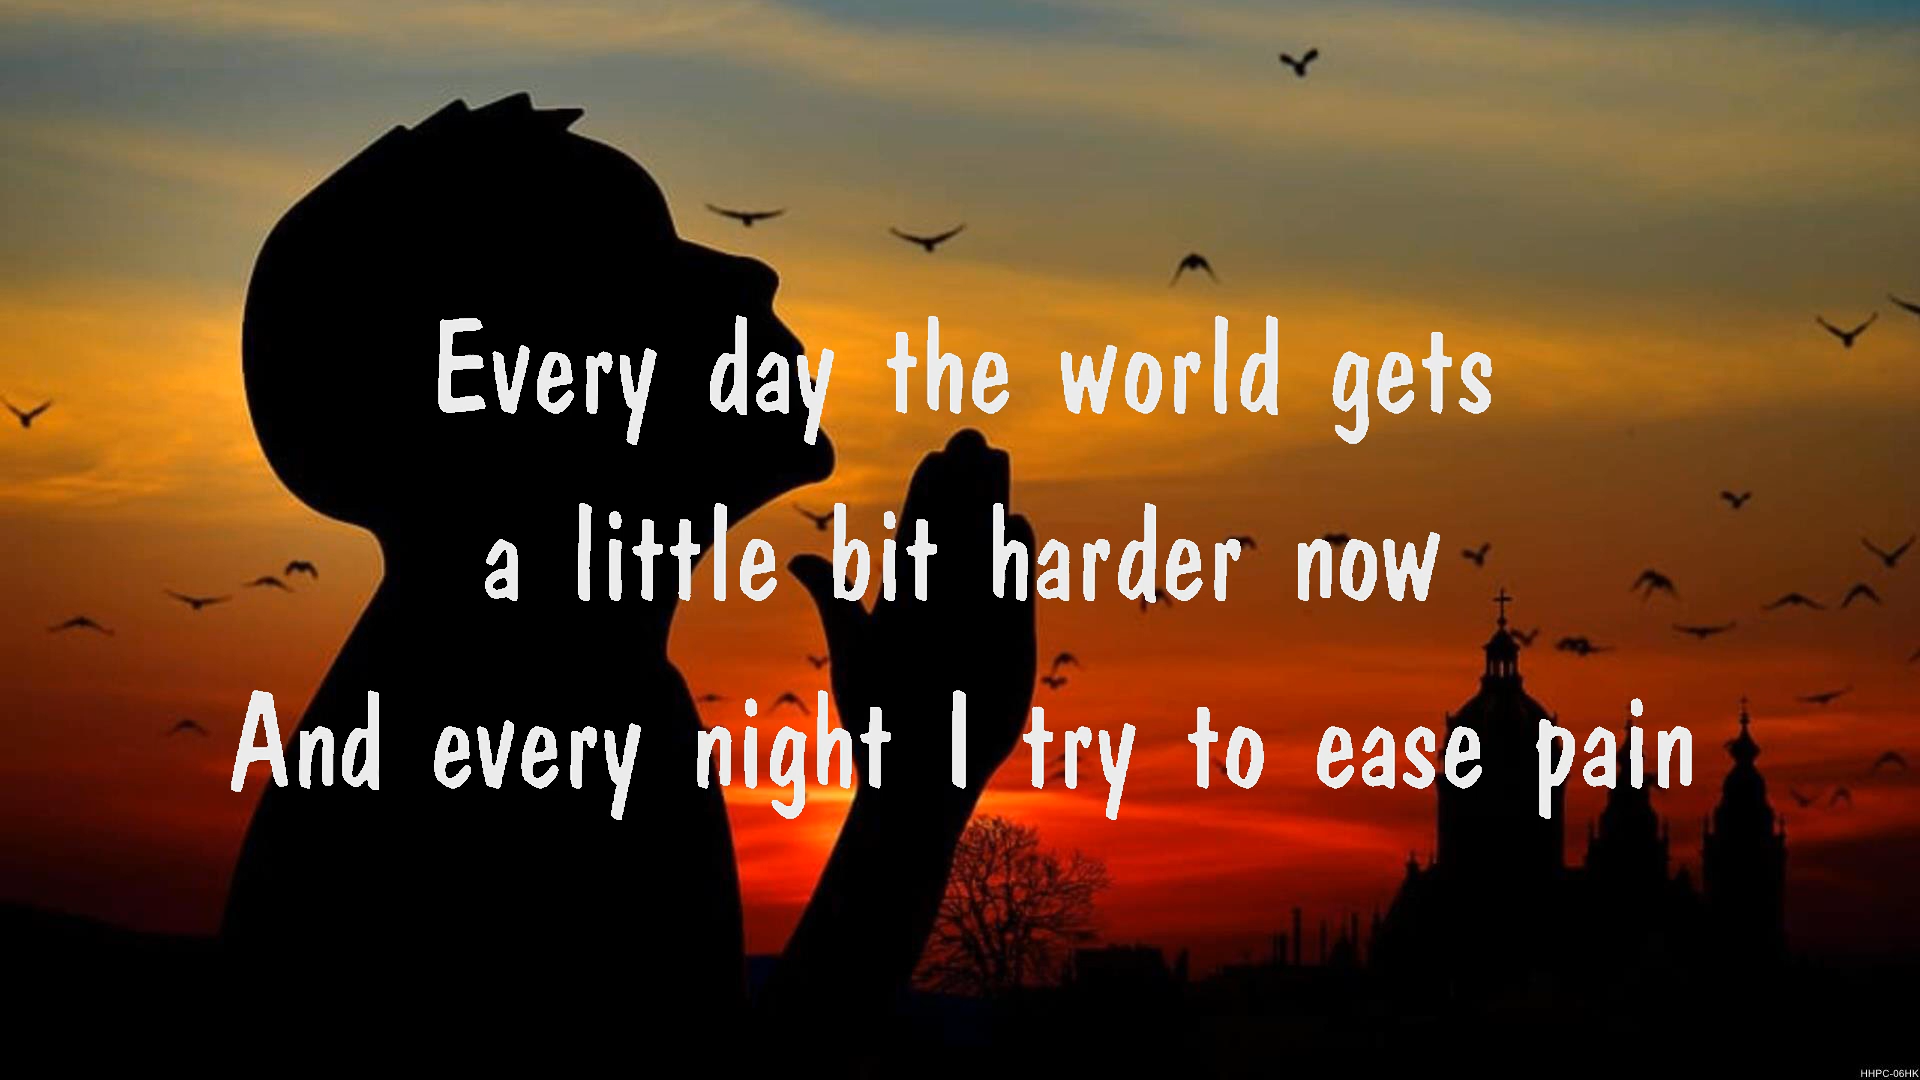 Every day the world gets
a little bit harder now
And every night I try to ease pain
HHPC-06HK